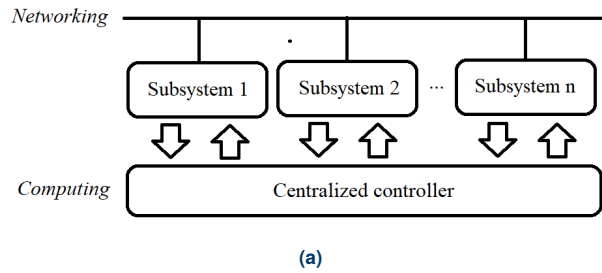 Networking
Subsystem 1
Subsystem 2
...
Subsystem n
Computing
Centralized controller
(a)